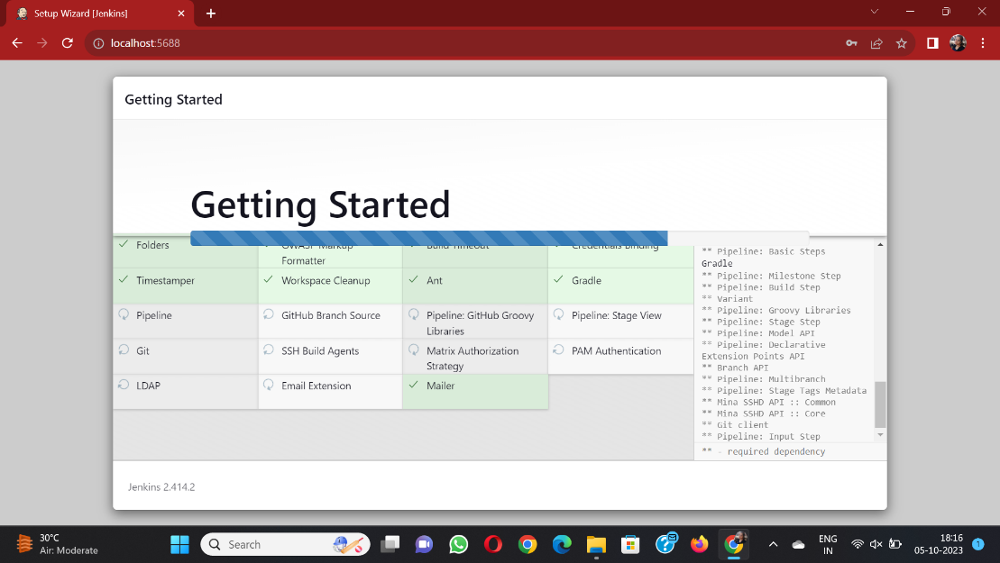 Setup Wizard [Jenkins]
localhost:5688
Getting Started
Getting Started
Folders
OWASP Markup
Formatter
Build Timeout
Credentials Binding
Timestamper
Workspace Cleanup
Ant
Gradle
Pipeline
GitHub Branch Source
Pipeline: GitHub Groovy
Libraries
Pipeline: Stage View
Git
SSH Build Agents
Matrix Authorization
Strategy
PAM Authentication
LDAP
Email Extension
Mailer
** Pipeline: Basic Steps
Gradle
** Pipeline: Milestone Step
** Pipeline: Build Step
** Variant
** Pipeline: Groovy Libraries
** Pipeline: Stage Step
** Pipeline: Model API
** Pipeline: Declarative
Extension Points API
** Branch API
** Pipeline: Multibranch
** Pipeline: Stage Tags Metadata
** Mina SSHD API :: Common
** Mina SSHD API :: Core
** Git client
** Pipeline: Input Step
** - required dependency
Jenkins 2.414.2
30°C
Air: Moderate
Search
ENG
IN
18:16
05-10-2023
1